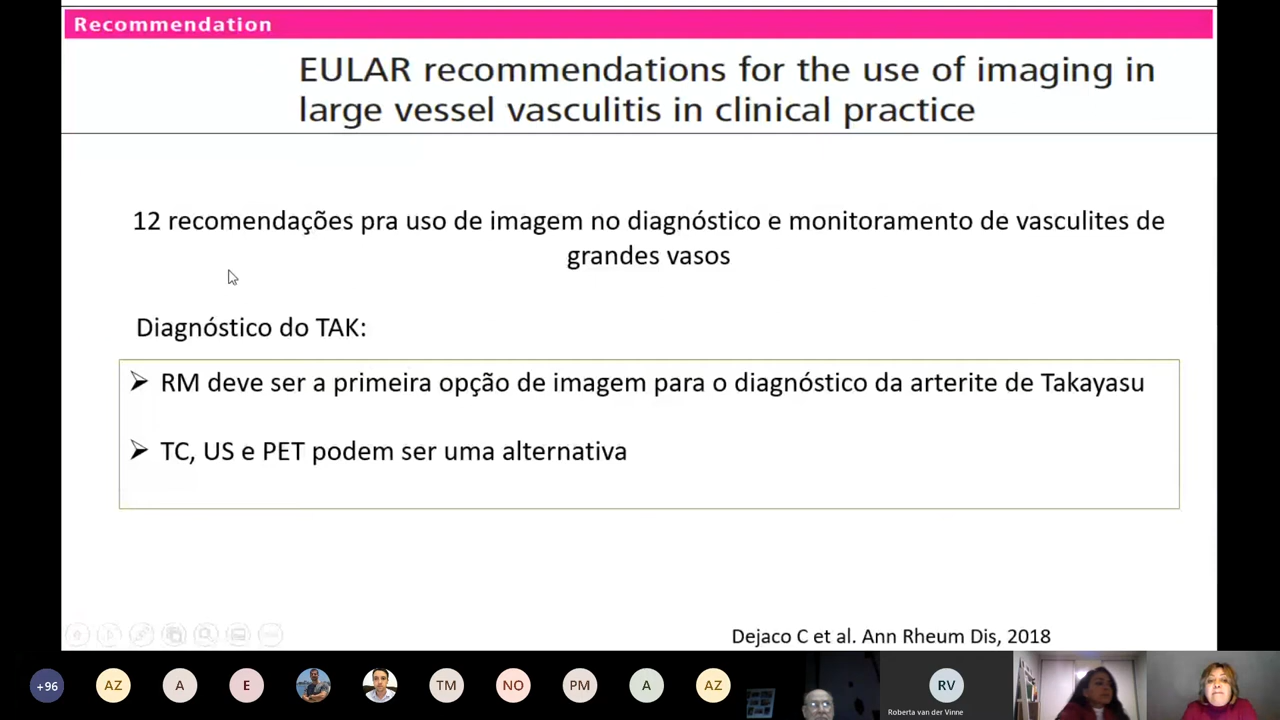 Recommendation
EULAR recommendations for the use of imaging in
large vessel vasculitis in clinical practice
12 recomendações pra uso de imagem no diagnóstico e monitoramento de vasculites de
grandes vasos
Diagnóstico do TAK:
RM deve ser a primeira opção de imagem para o diagnóstico da arterite de Takayasu
TC, US e PET podem ser uma alternativa
Dejaco C et al. Ann Rheum Dis, 2018
+96 AZ A E TM NO PM A AZ RV
Roberta van der Vinne